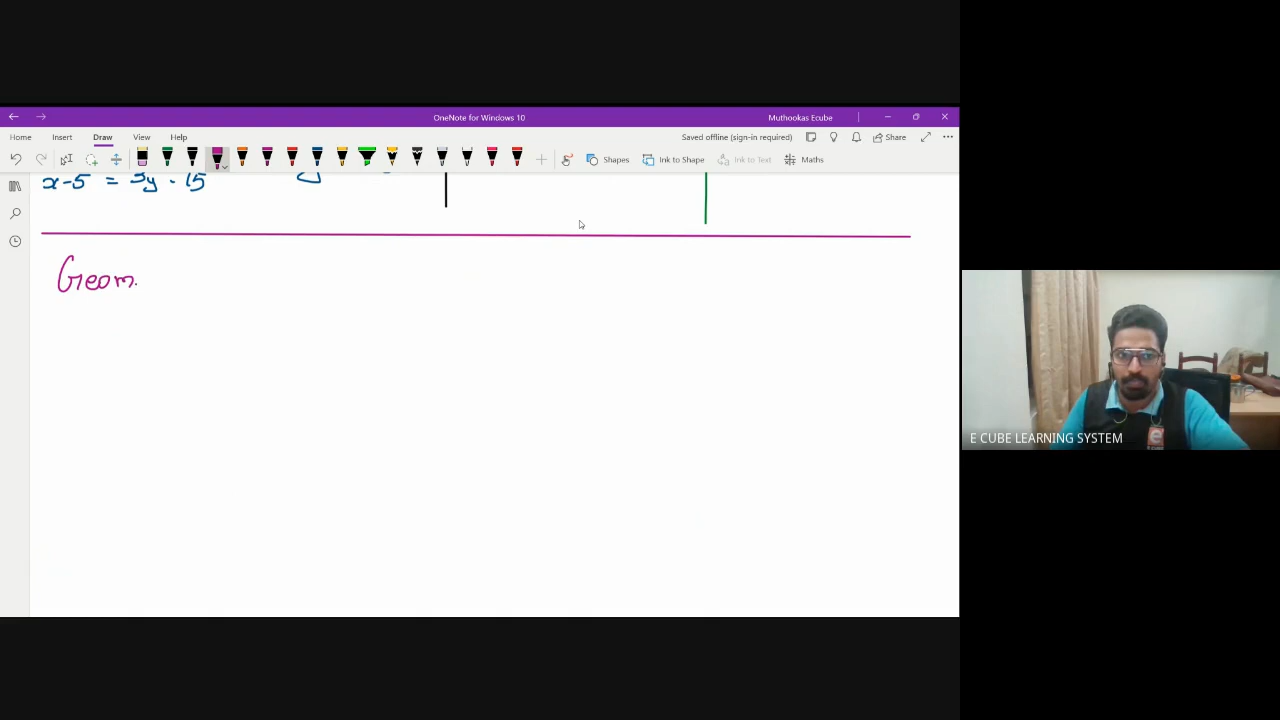 OneNote for Windows 10
Muthookas Ecube
Home Insert Draw View Help
Saved offline (sign-in required)
Share
Shapes
Ink to Shape
Ink to Text
Maths
x-5 = 3y-15
Geom.
E CUBE LEARNING SYSTEM